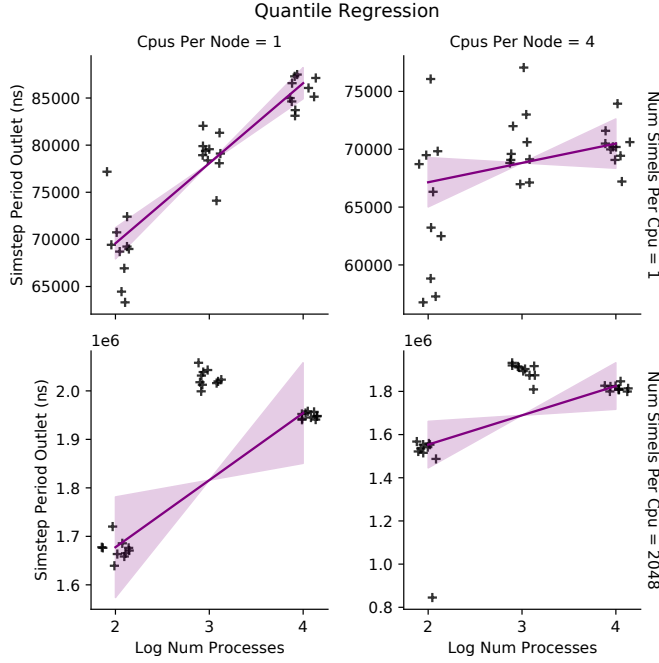 Quantile Regression
Cpus Per Node = 1
Cpus Per Node = 4
Simstep Period Outlet (ns)
85000
80000
75000
70000
65000
75000
70000
65000
60000
Num Simels Per Cpu = 1
1e6
Simstep Period Outlet (ns)
2.0
1.9
1.8
1.7
1.6
2
3
4
Log Num Processes
1e6
1.8
1.6
1.4
1.2
1.0
0.8
2
3
4
Log Num Processes
Num Simels Per Cpu = 2048